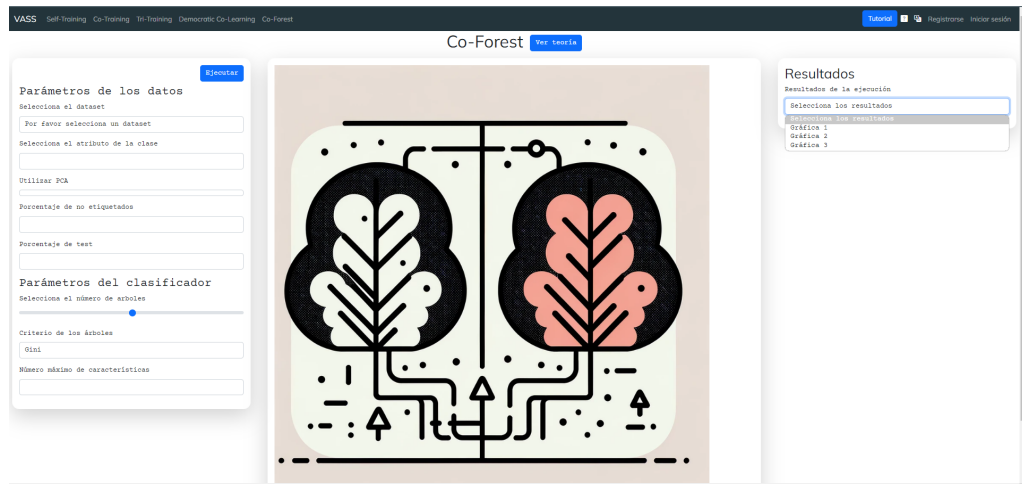 VASS Self-Training Co-Training Tri-Training Democratic Co-Learning Co-Forest Tutorial Registrarse Iniciar sesión
Co-Forest Ver teoría
Ejecutar
Parámetros de los datos
Selecciona el dataset
Por favor selecciona un dataset
Selecciona el atributo de la clase
Utilizar PCA
Porcentaje de no etiquetados
Porcentaje de test
Parámetros del clasificador
Selecciona el número de arboles
Criterio de los árboles
Gini
Número máximo de características
Resultados
Resultados de la ejecución
Selecciona los resultados
Selecciona los resultados
Gráfica 1
Gráfica 2
Gráfica 3